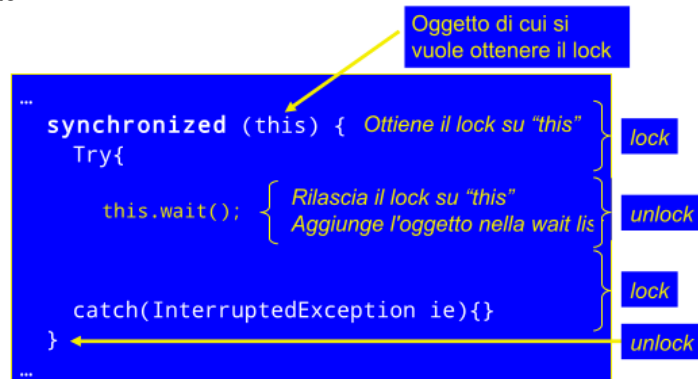 Oggetto di cui si
vuole ottenere il lock
...
synchronized (this) { Ottiene il lock su “this”
lock
Try{
this.wait();
Rilascia il lock su “this”
Aggiunge l'oggetto nella wait lis
unlock
lock
catch(InterruptedException ie){}
}
unlock
...